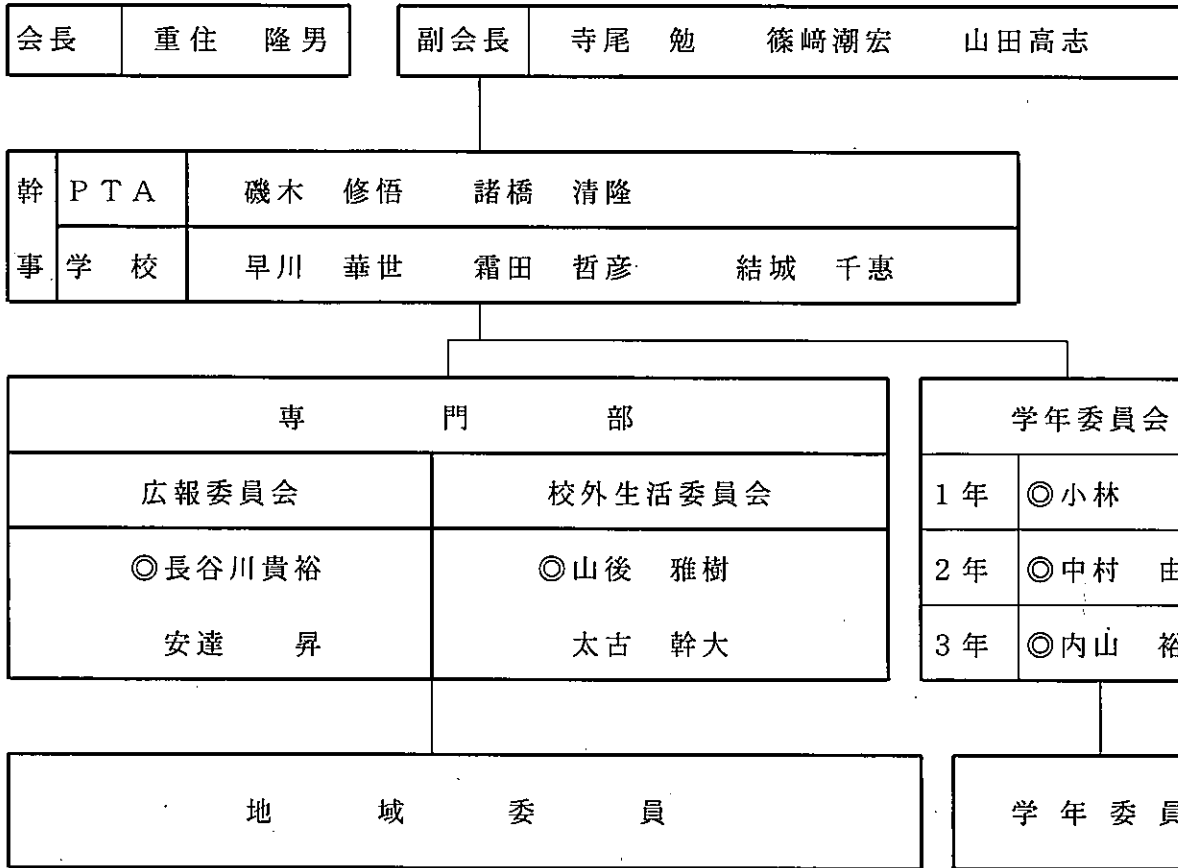 会長 重住 隆男 副会長 寺尾 勉 篠﨑潮宏 山田高志
幹事
PTA 磯木 修悟 諸橋 清隆
学校 早川 華世 霜田 哲彦 結城 千惠
専門部 学年委員会
広報委員会 校外生活委員会 1年 ◎小林
◎長谷川貴裕 ◎山後 雅樹 2年 ◎中村 由
安達 昇 太古 幹大 3年 ◎内山 裕
地域委員 学年委員